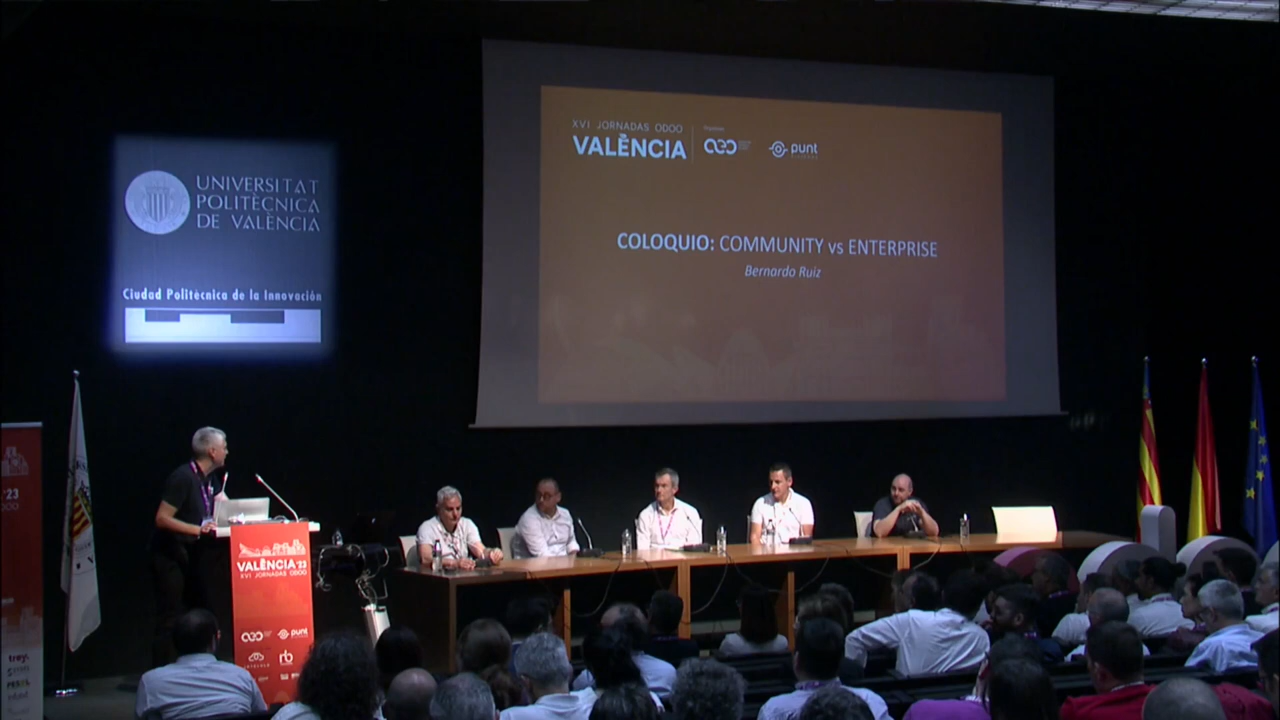 XVI JORNADAS ODOO
VALÈNCIA
punt
COLOQUIO: COMMUNITY vs ENTERPRISE
Bernardo Ruiz
UNIVERSITAT
POLITÈCNICA
DE VALÈNCIA
Ciudad Politécnica de la Innovación
'23
VALÈNCIA'23
XVI JORNADAS ODOO
punt